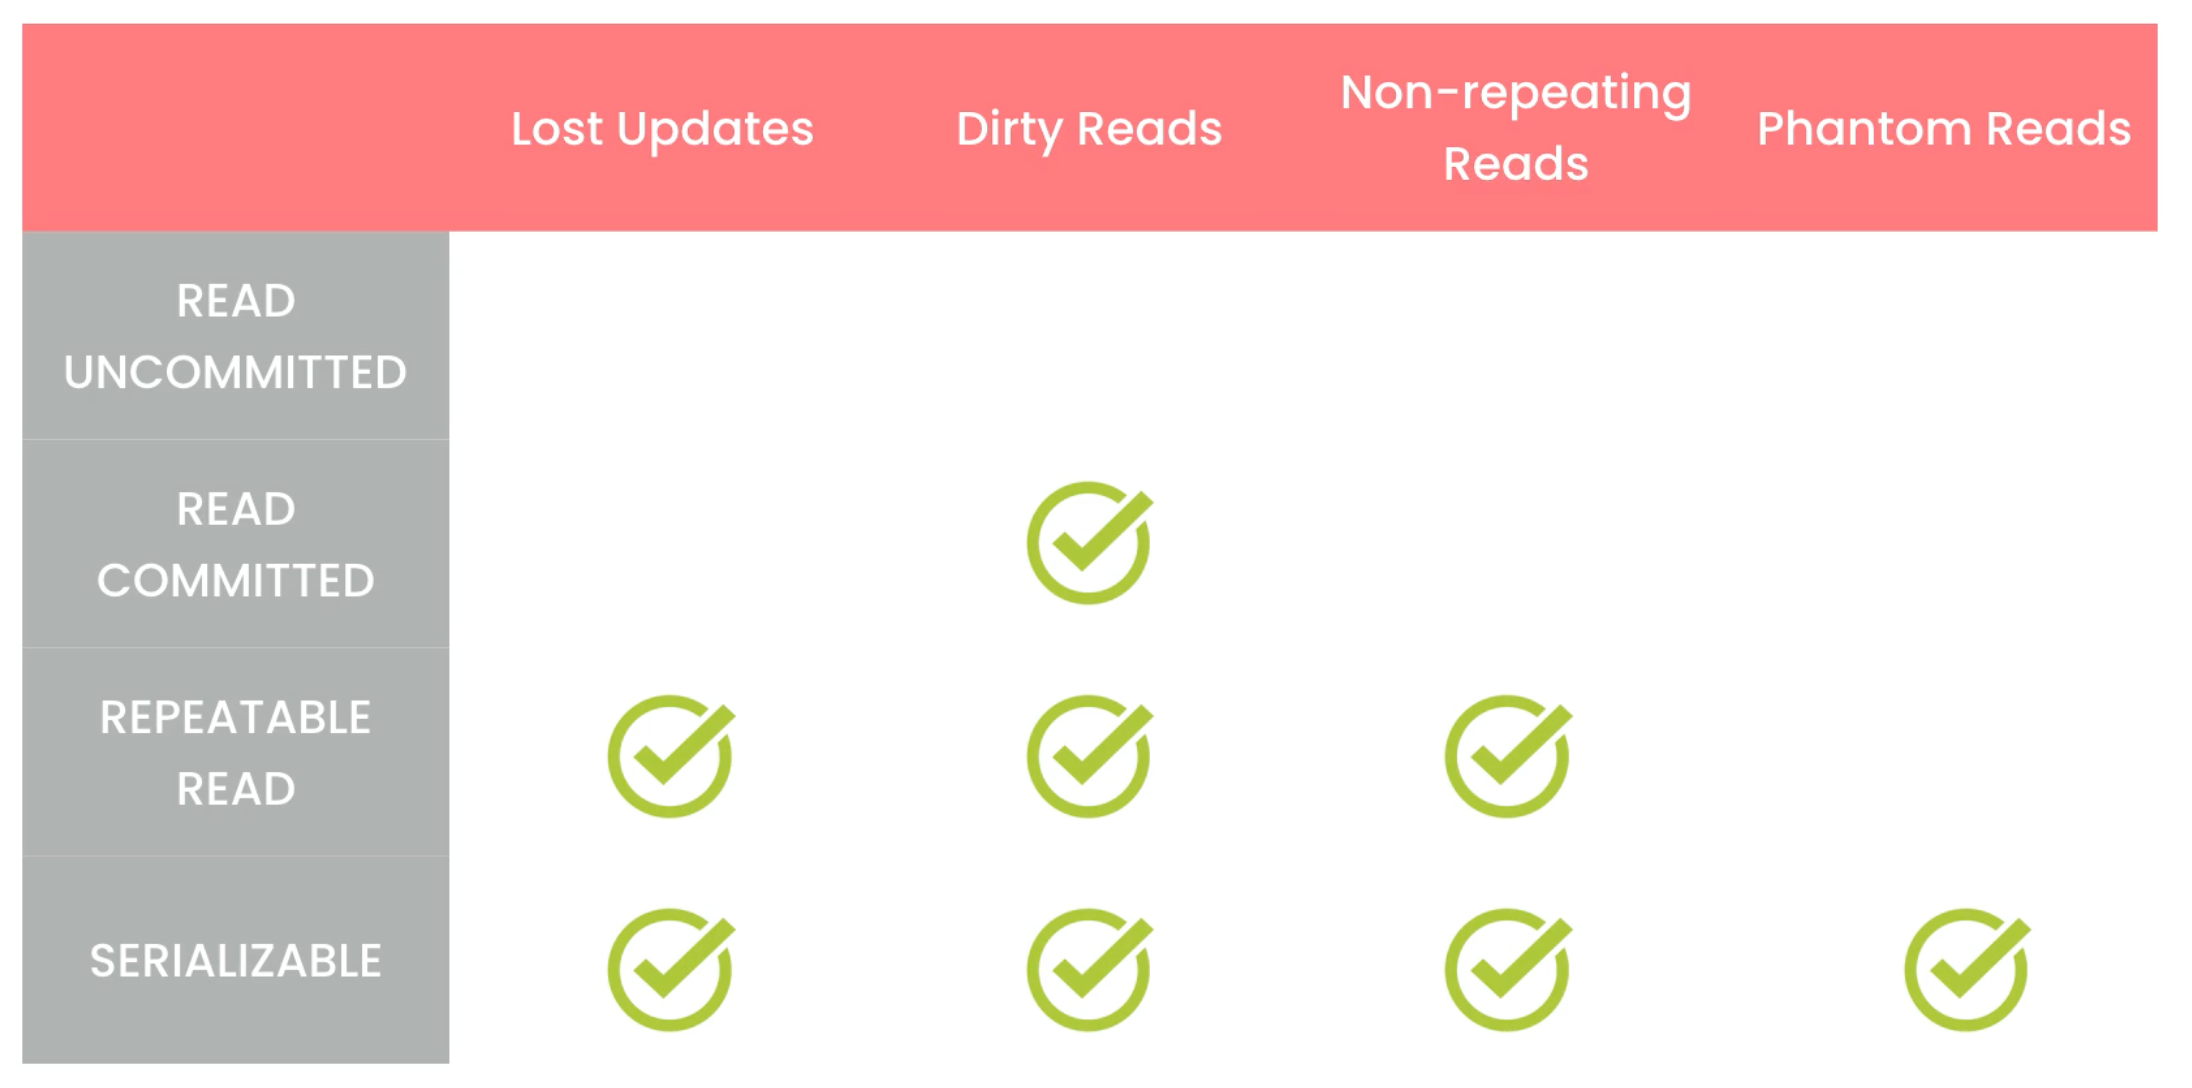 Lost Updates
Dirty Reads
Non-repeating
Reads
Phantom Reads
READ
UNCOMMITTED
READ
COMMITTED
REPEATABLE
READ
SERIALIZABLE